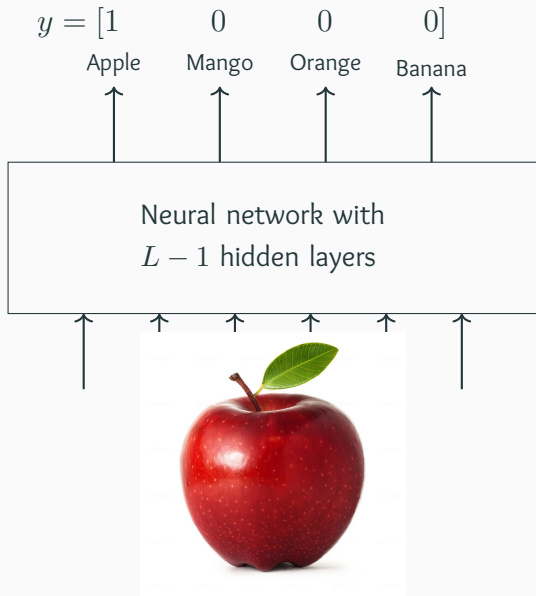 y = [1 0 0 0]
Apple Mango Orange Banana
Neural network with
L − 1 hidden layers